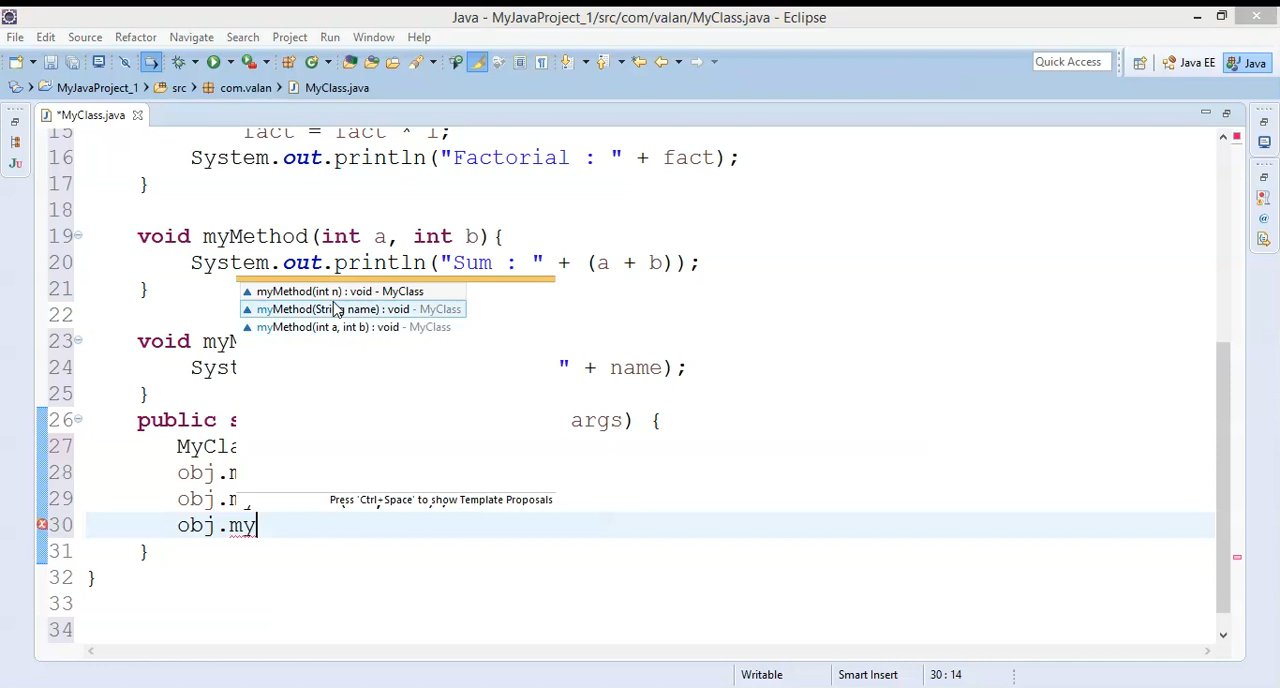 Java - MyJavaProject_1/src/com/valan/MyClass.java - Eclipse
File Edit Source Refactor Navigate Search Project Run Window Help
Quick Access Java EE Java
MyJavaProject_1 src com.valan MyClass.java
*MyClass.java
15 fact = fact * i;
16 System.out.println("Factorial : " + fact);
17 }
18
19 void myMethod(int a, int b){
20 System.out.println("Sum : " + (a + b));
21 }
myMethod(int n) : void - MyClass
22 myMethod(String name) : void - MyClass
myMethod(int a, int b) : void - MyClass
23 void myM
24 Syst " + name);
25 }
26 public s args) {
27 MyCla
28 obj.m
29 obj.m
Press 'Ctrl+Space' to show Template Proposals
30 obj.my
31 }
32 }
33
34
Writable Smart Insert 30 : 14